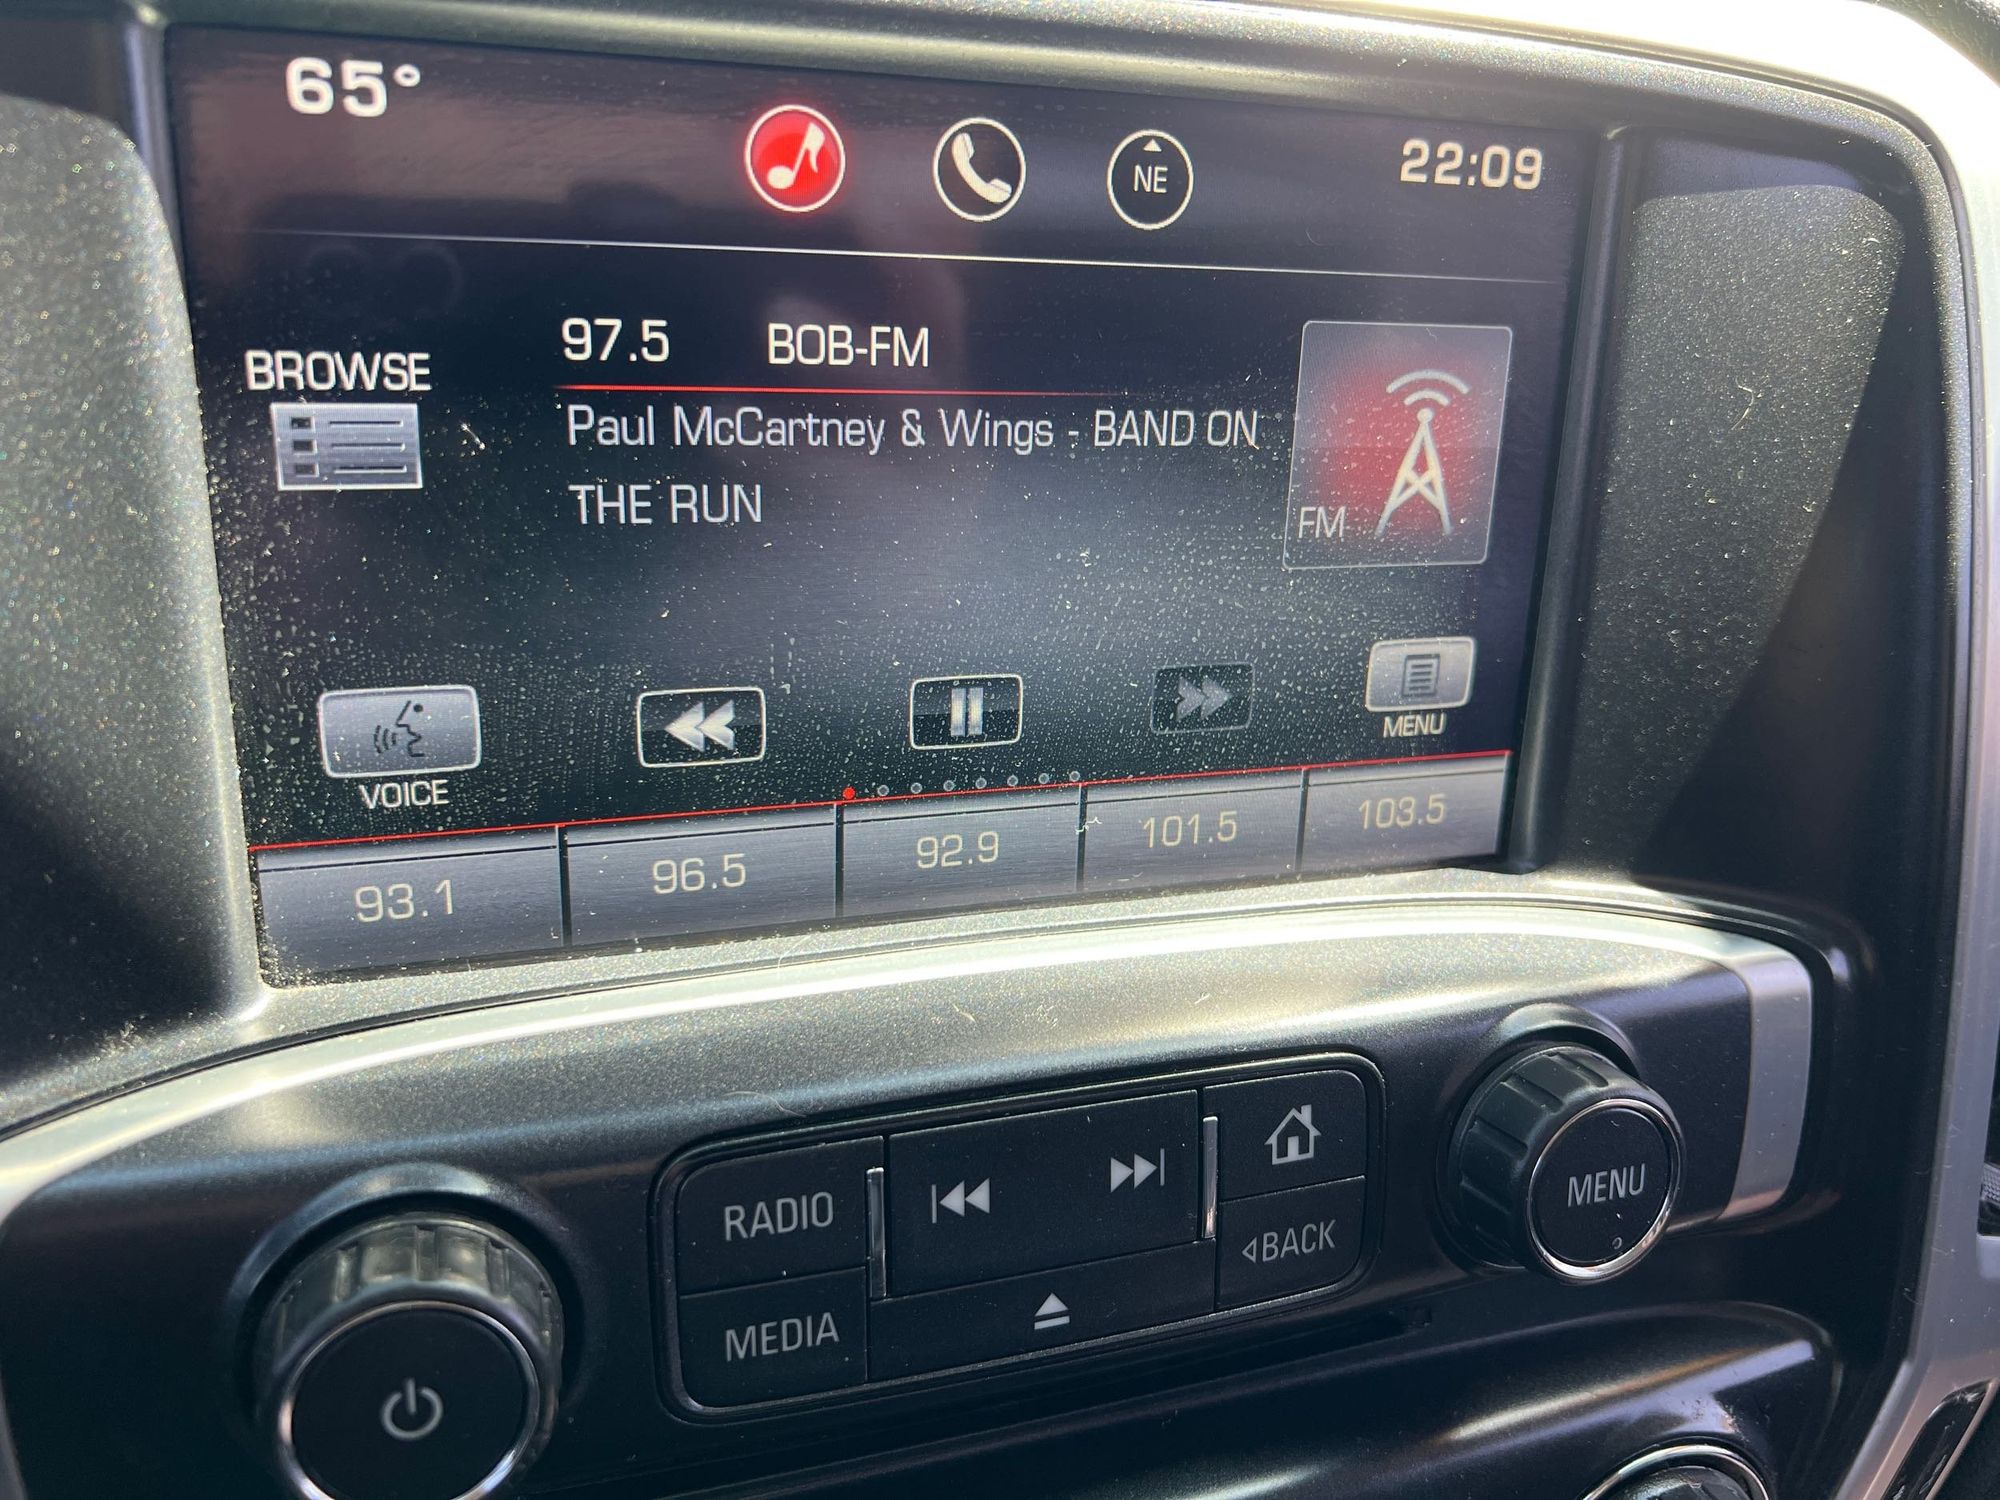 65°
NE
22:09
97.5 BOB-FM
BROWSE
Paul McCartney & Wings - BAND ON
THE RUN
FM
VOICE
MENU
93.1 96.5 92.9 101.5 103.5
RADIO
BACK
MEDIA
MENU